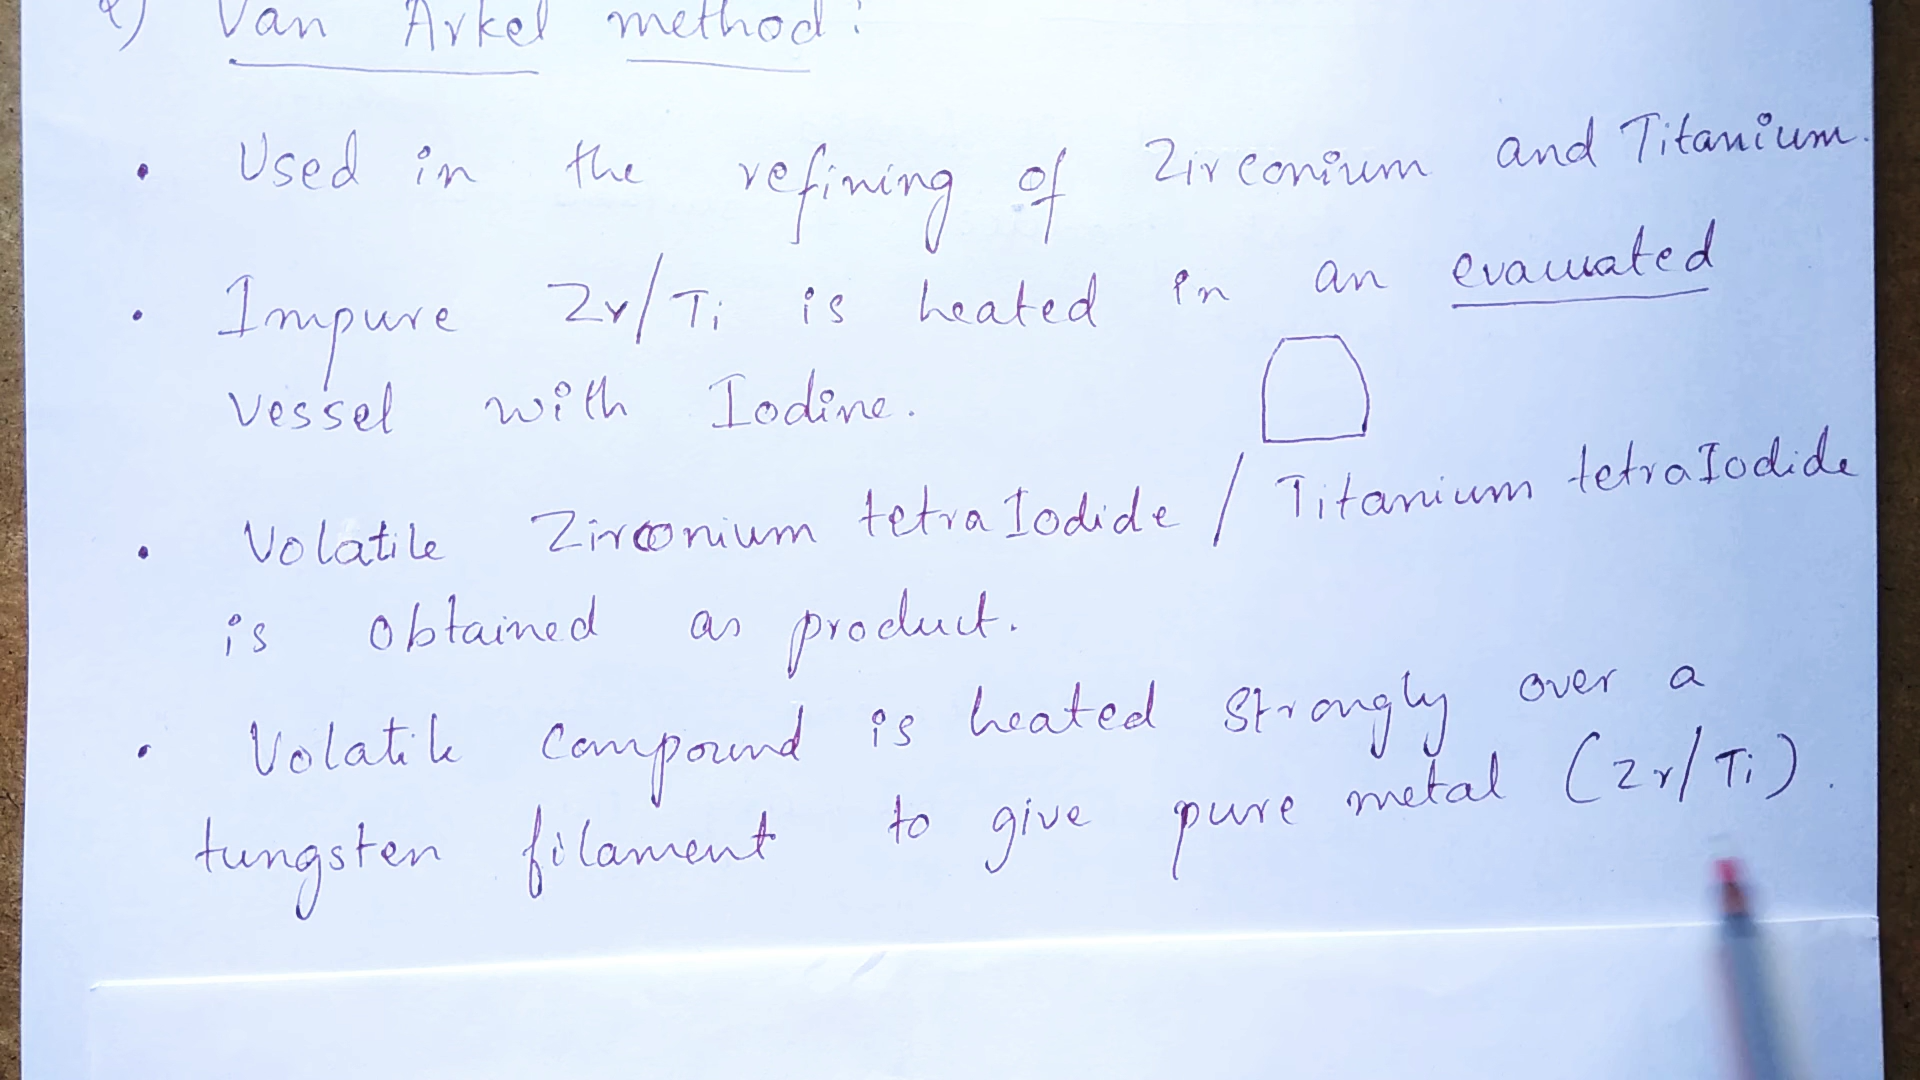 2) Van Arkel method:
• Used in the refining of Zirconium and Titanium.
• Impure Zr/Ti is heated in an evacuated
vessel with Iodine.
• Volatile Zirconium tetraIodide / Titanium tetraIodide
is obtained as product.
• Volatile compound is heated strongly over a
tungsten filament to give pure metal (Zr/Ti).